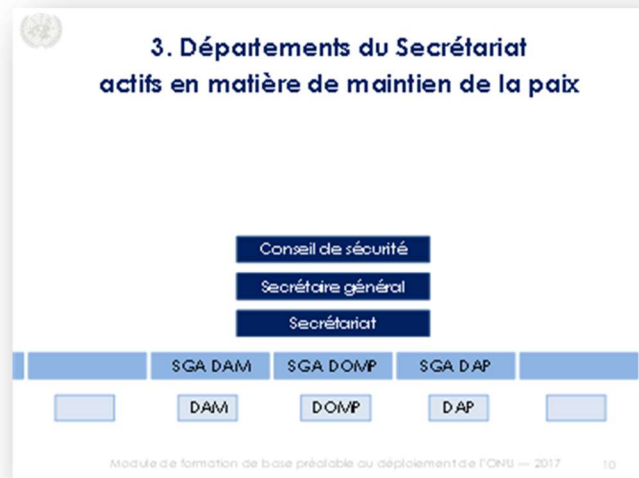 3. Départements du Secrétariat
actifs en matière de maintien de la paix
Conseil de sécurité
Secrétaire général
Secrétariat
SGA DAM SGA DOMP SGA DAP
DAM DOMP DAP
Module de formation de base préalable au déploiement de l'ONU — 2017 10